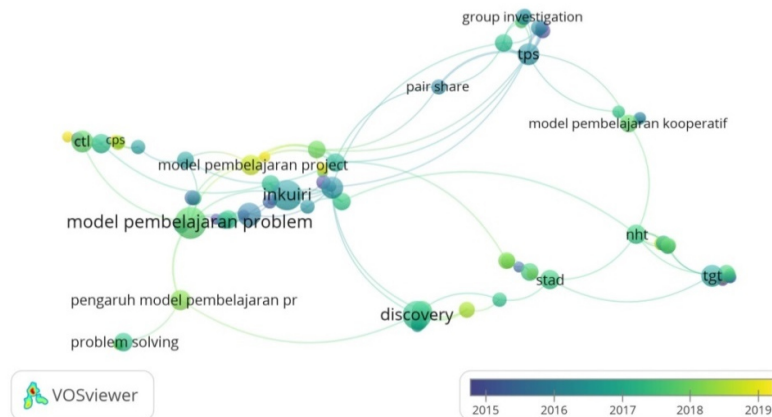 group investigation
tps
pair share
model pembelajaran kooperatif
ctl
cps
model pembelajaran project
inkuiri
model pembelajaran problem
nht
tgt
stad
pengaruh model pembelajaran pr
discovery
problem solving
VOSviewer
2015 2016 2017 2018 2019